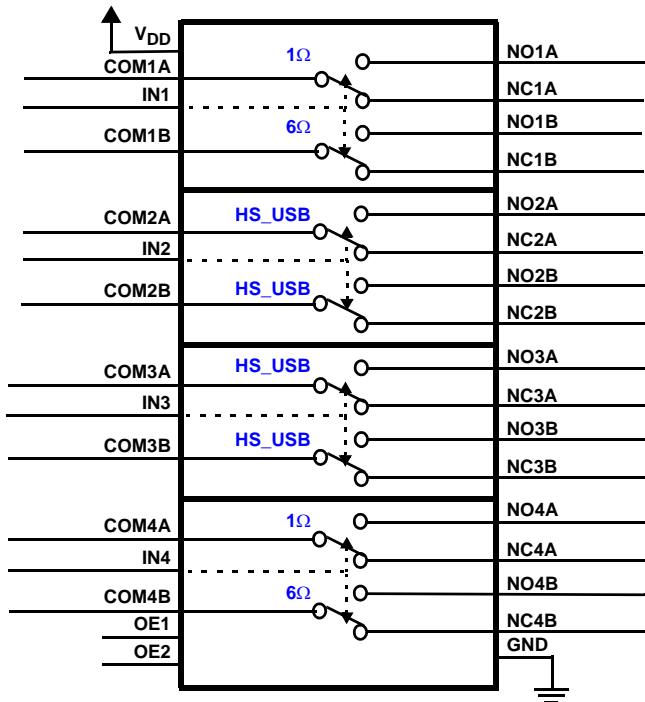 VDD
COM1A
IN1
COM1B
1Ω
6Ω
NO1A
NC1A
NO1B
NC1B
COM2A
IN2
COM2B
HS_USB
HS_USB
NO2A
NC2A
NO2B
NC2B
COM3A
IN3
COM3B
HS_USB
HS_USB
NO3A
NC3A
NO3B
NC3B
COM4A
IN4
COM4B
OE1
OE2
1Ω
6Ω
NO4A
NC4A
NO4B
NC4B
GND